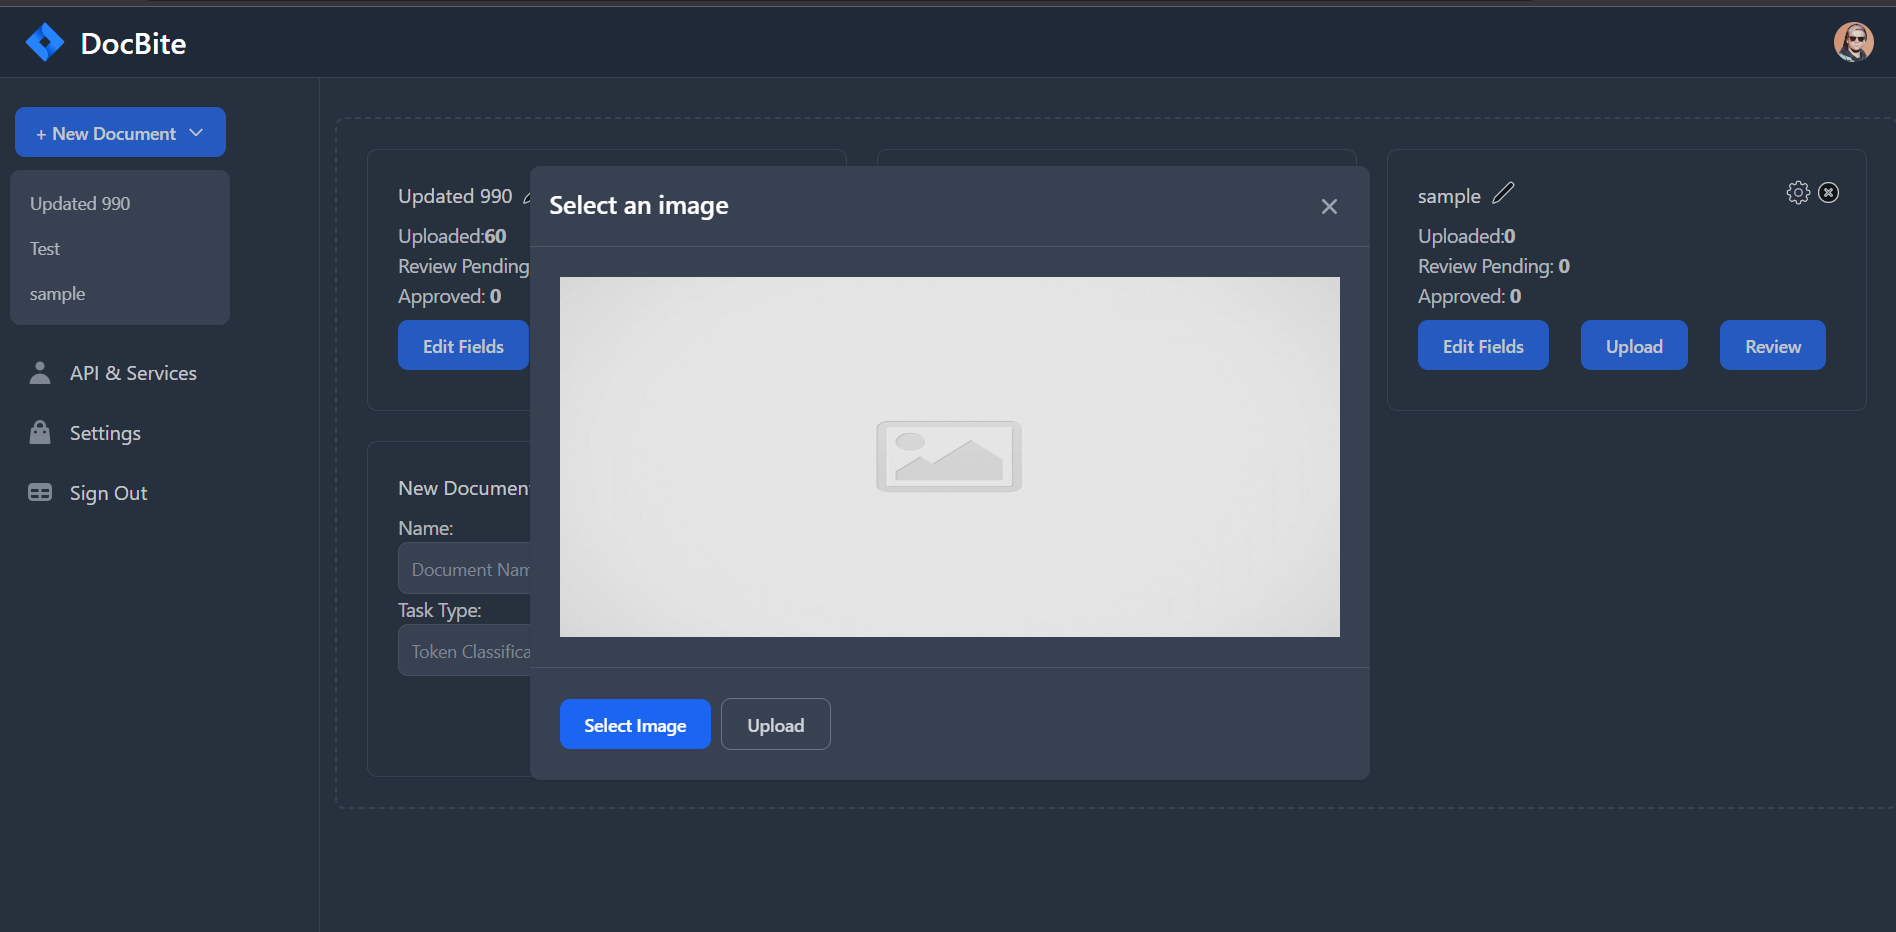 DocBite
+ New Document
Updated 990
Test
sample
API & Services
Settings
Sign Out
Updated 990
Uploaded:60
Review Pending
Approved: 0
Edit Fields
New Document
Name:
Document Nam
Task Type:
Token Classifica
Select an image
Select Image
Upload
sample
Uploaded:0
Review Pending: 0
Approved: 0
Edit Fields
Upload
Review